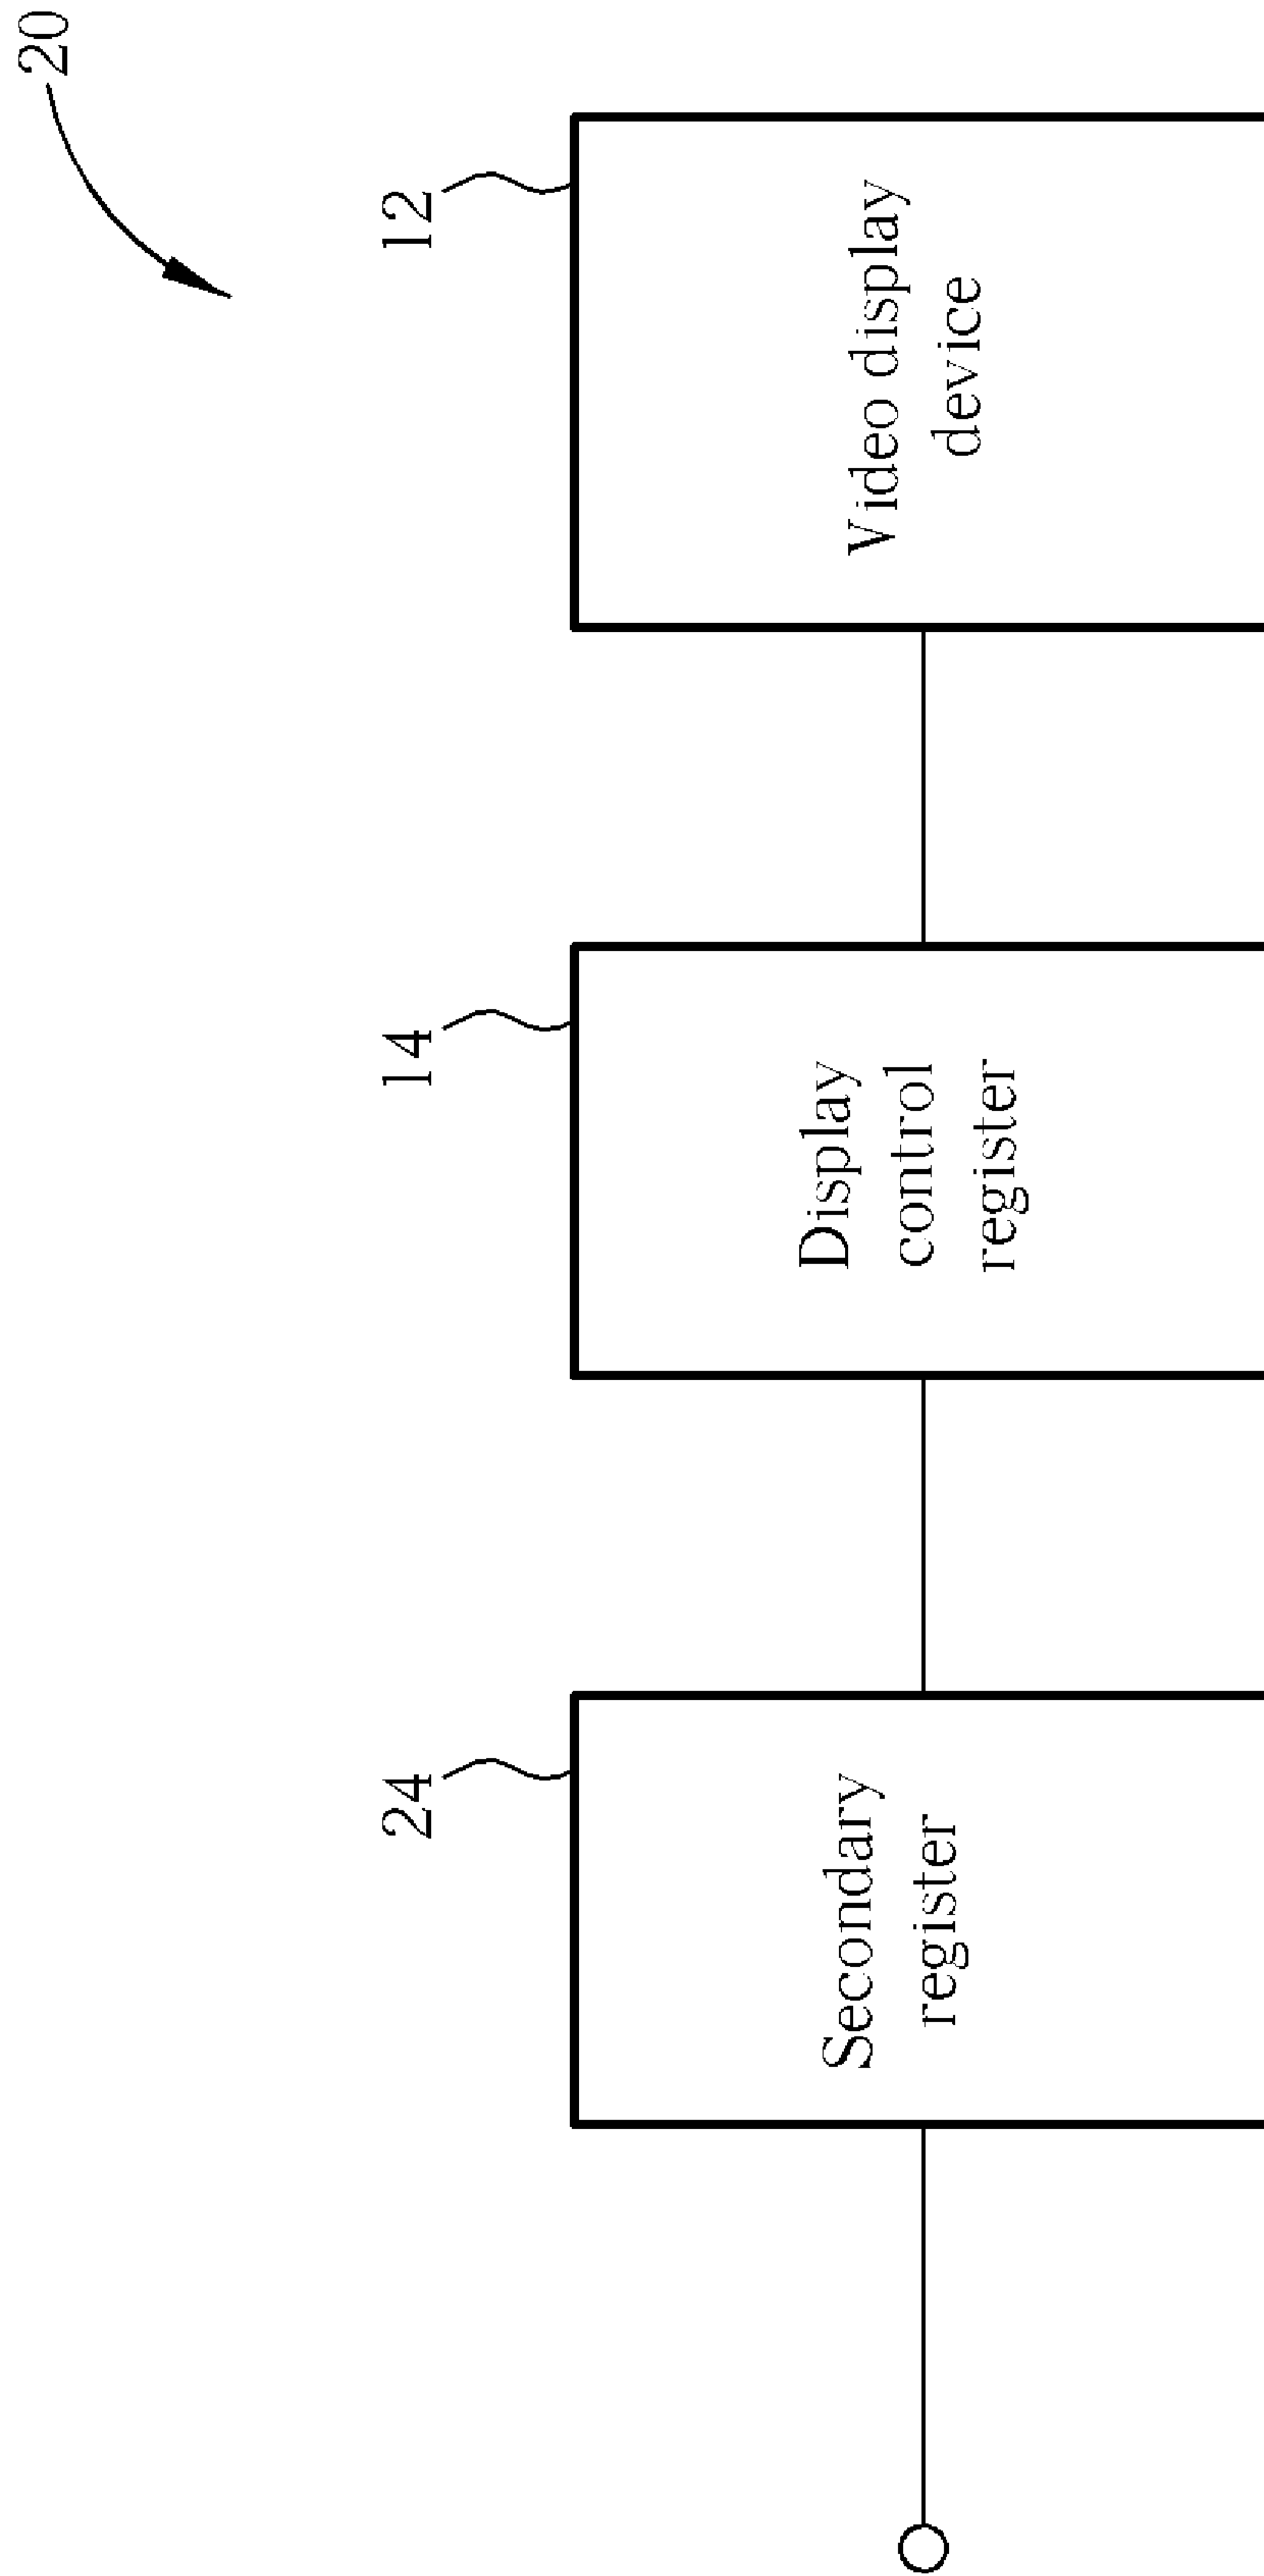 20
24
14
12
Secondary
register
Display
control
register
Video display
device